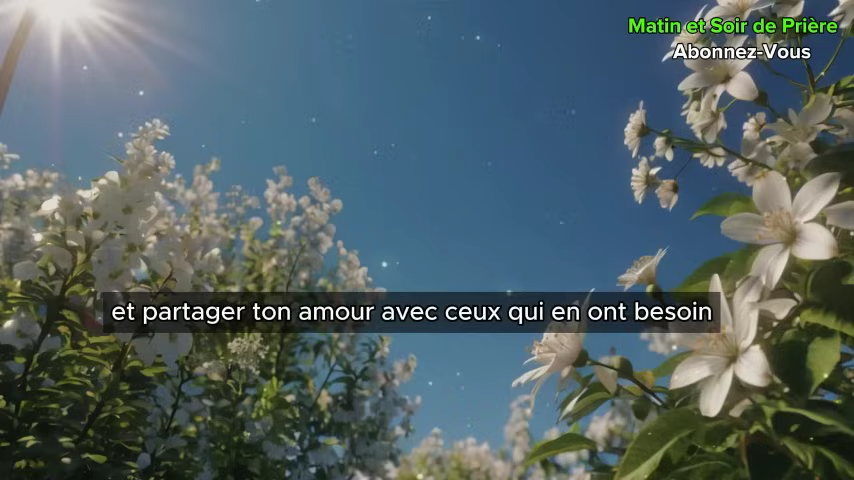 Matin et Soir de Prière
Abonnez-Vous
et partager ton amour avec ceux qui en ont besoin